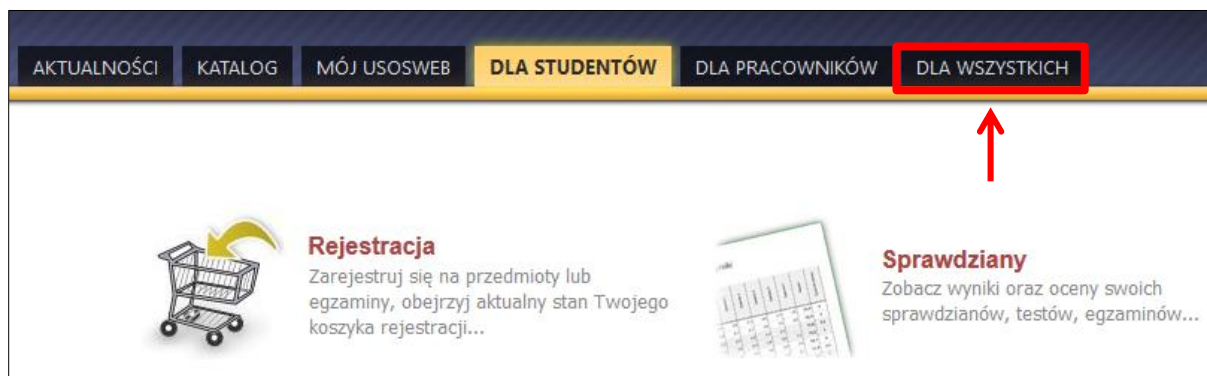 AKTUALNOŚCI KATALOG MÓJ USOSWEB DLA STUDENTÓW DLA PRACOWNIKÓW DLA WSZYSTKICH
Rejestracja
Zarejestruj się na przedmioty lub
egzaminy, obejrzyj aktualny stan Twojego
koszyka rejestracji...
Sprawdziany
Zobacz wyniki oraz oceny swoich
sprawdzianów, testów, egzaminów...